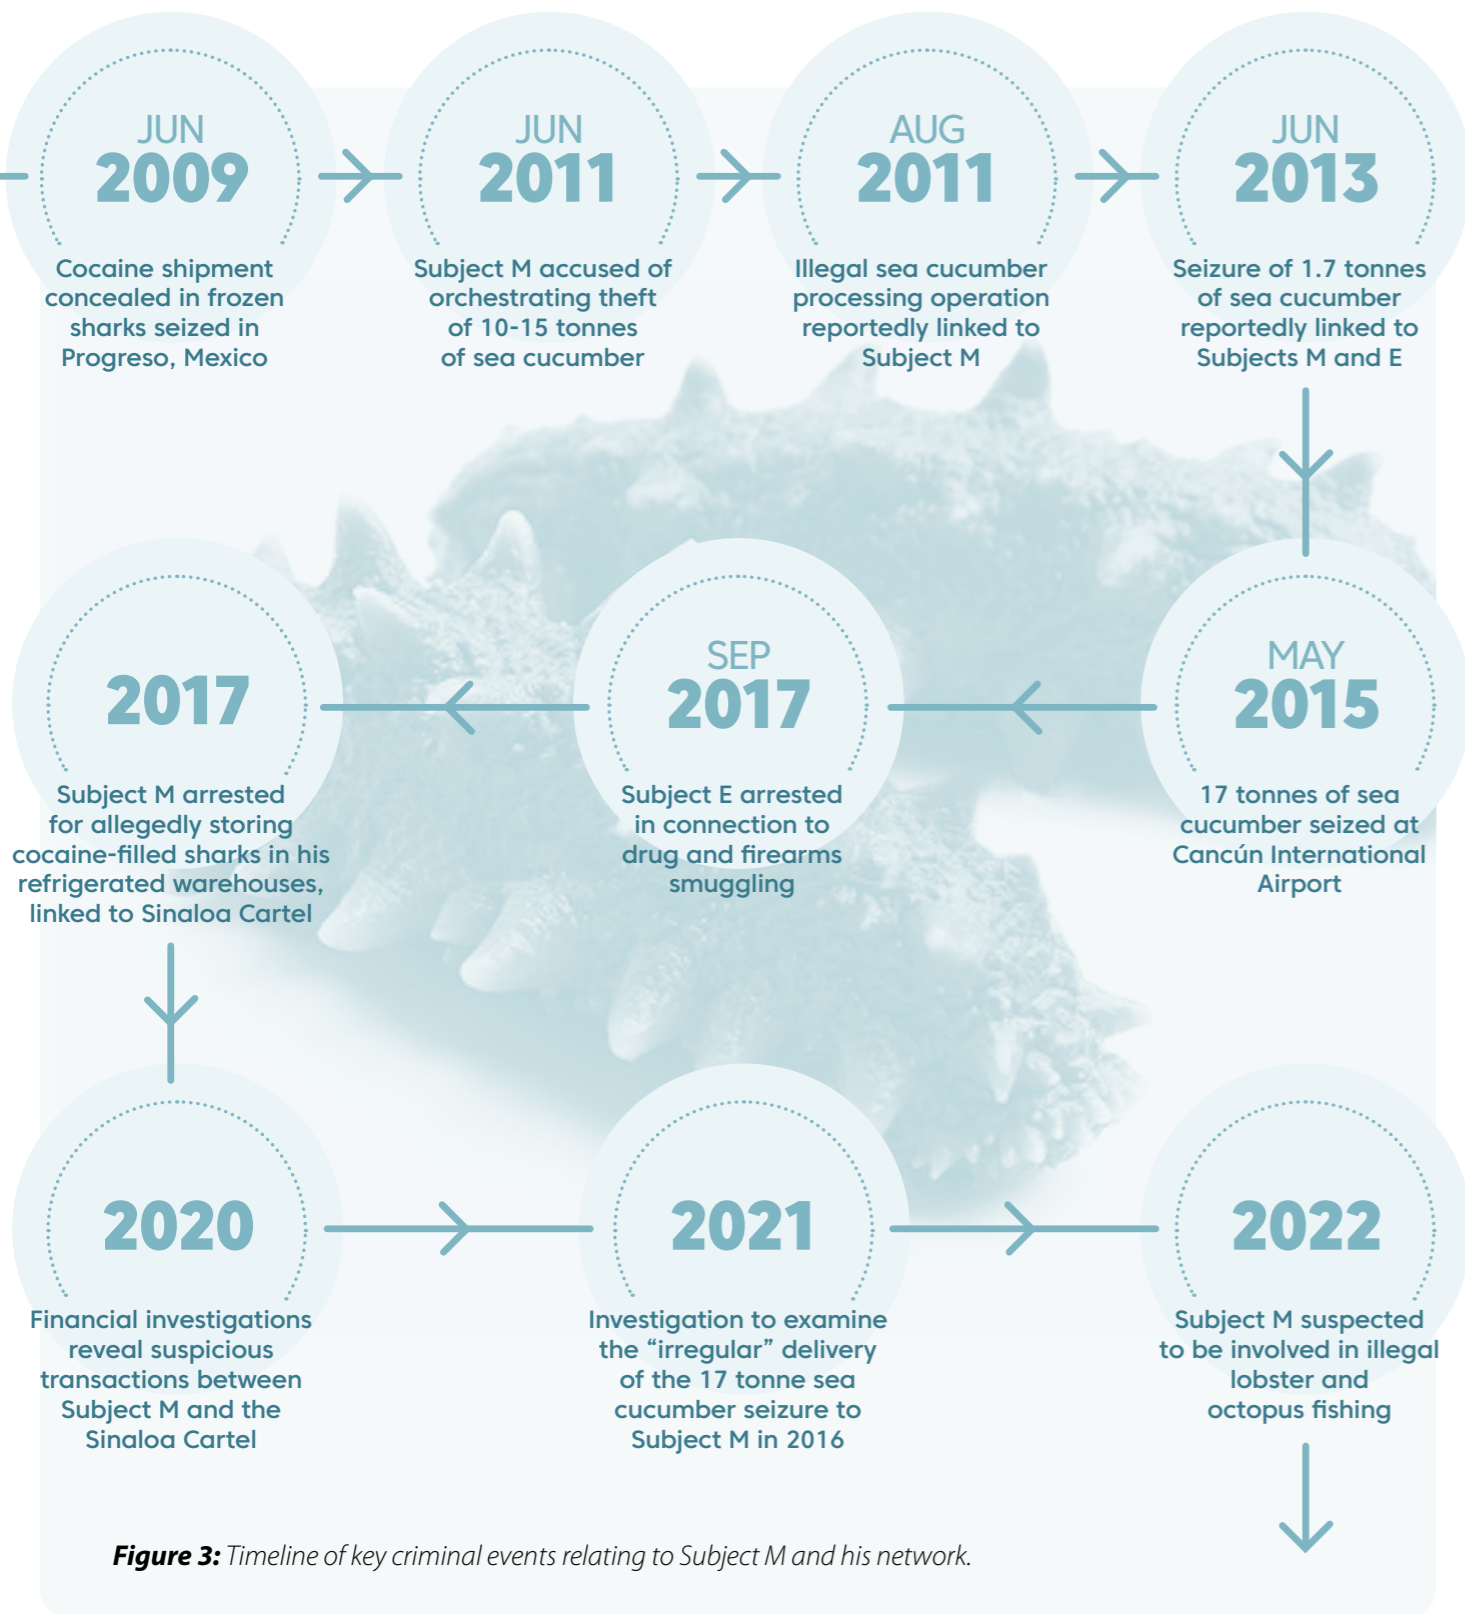 JUN
2009
Cocaine shipment
concealed in frozen
sharks seized in
Progreso, Mexico
JUN
2011
Subject M accused of
orchestrating theft
of 10-15 tonnes
of sea cucumber
AUG
2011
Illegal sea cucumber
processing operation
reportedly linked to
Subject M
JUN
2013
Seizure of 1.7 tonnes
of sea cucumber
reportedly linked to
Subjects M and E
MAY
2015
17 tonnes of sea
cucumber seized at
Cancún International
Airport
SEP
2017
Subject E arrested
in connection to
drug and firearms
smuggling
2017
Subject M arrested
for allegedly storing
cocaine-filled sharks in his
refrigerated warehouses,
linked to Sinaloa Cartel
2020
Financial investigations
reveal suspicious
transactions between
Subject M and the
Sinaloa Cartel
2021
Investigation to examine
the “irregular” delivery
of the 17 tonne sea
cucumber seizure to
Subject M in 2016
2022
Subject M suspected
to be involved in illegal
lobster and
octopus fishing
Figure 3: Timeline of key criminal events relating to Subject M and his network.